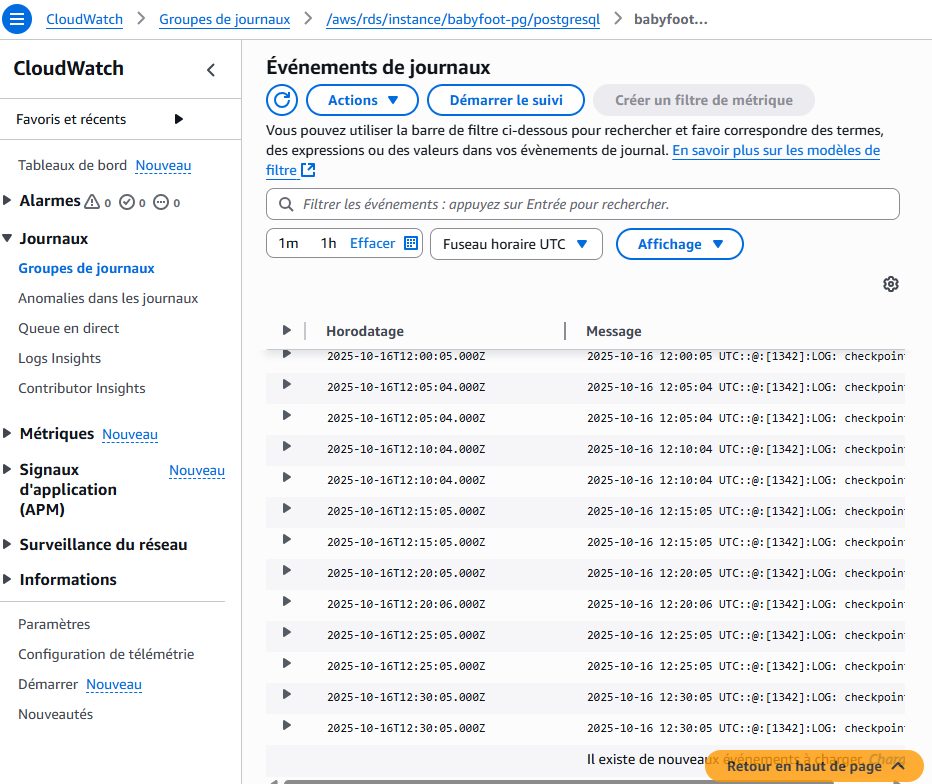 CloudWatch > Groupes de journaux > /aws/rds/instance/babyfoot-pg/postgresql > babyfoot...
CloudWatch
Favoris et récents
Tableaux de bord Nouveau
Alarmes 0 0 0
Journaux
Groupes de journaux
Anomalies dans les journaux
Queue en direct
Logs Insights
Contributor Insights
Métriques Nouveau
Signaux Nouveau
d'application
(APM)
Surveillance du réseau
Informations
Paramètres
Configuration de télémétrie
Démarrer Nouveau
Nouveautés
Événements de journaux
Actions Démarrer le suivi Créer un filtre de métrique
Vous pouvez utiliser la barre de filtre ci-dessous pour rechercher et faire correspondre des termes,
des expressions ou des valeurs dans vos évènements de journal. En savoir plus sur les modèles de
filtre
Filtrer les événements : appuyez sur Entrée pour rechercher.
1m 1h Effacer Fuseau horaire UTC Affichage
Horodatage Message
2025-10-16T12:00:05.000Z 2025-10-16 12:00:05 UTC::@:[1342]:LOG: checkpoin
2025-10-16T12:05:04.000Z 2025-10-16 12:05:04 UTC::@:[1342]:LOG: checkpoin
2025-10-16T12:05:04.000Z 2025-10-16 12:05:04 UTC::@:[1342]:LOG: checkpoin
2025-10-16T12:10:04.000Z 2025-10-16 12:10:04 UTC::@:[1342]:LOG: checkpoin
2025-10-16T12:10:04.000Z 2025-10-16 12:10:04 UTC::@:[1342]:LOG: checkpoin
2025-10-16T12:15:05.000Z 2025-10-16 12:15:05 UTC::@:[1342]:LOG: checkpoin
2025-10-16T12:15:05.000Z 2025-10-16 12:15:05 UTC::@:[1342]:LOG: checkpoin
2025-10-16T12:20:05.000Z 2025-10-16 12:20:05 UTC::@:[1342]:LOG: checkpoin
2025-10-16T12:20:06.000Z 2025-10-16 12:20:06 UTC::@:[1342]:LOG: checkpoin
2025-10-16T12:25:05.000Z 2025-10-16 12:25:05 UTC::@:[1342]:LOG: checkpoin
2025-10-16T12:25:05.000Z 2025-10-16 12:25:05 UTC::@:[1342]:LOG: checkpoin
2025-10-16T12:30:05.000Z 2025-10-16 12:30:05 UTC::@:[1342]:LOG: checkpoin
2025-10-16T12:30:05.000Z 2025-10-16 12:30:05 UTC::@:[1342]:LOG: checkpoin
Il existe de nouveaux événements à charger.
Retour en haut de page